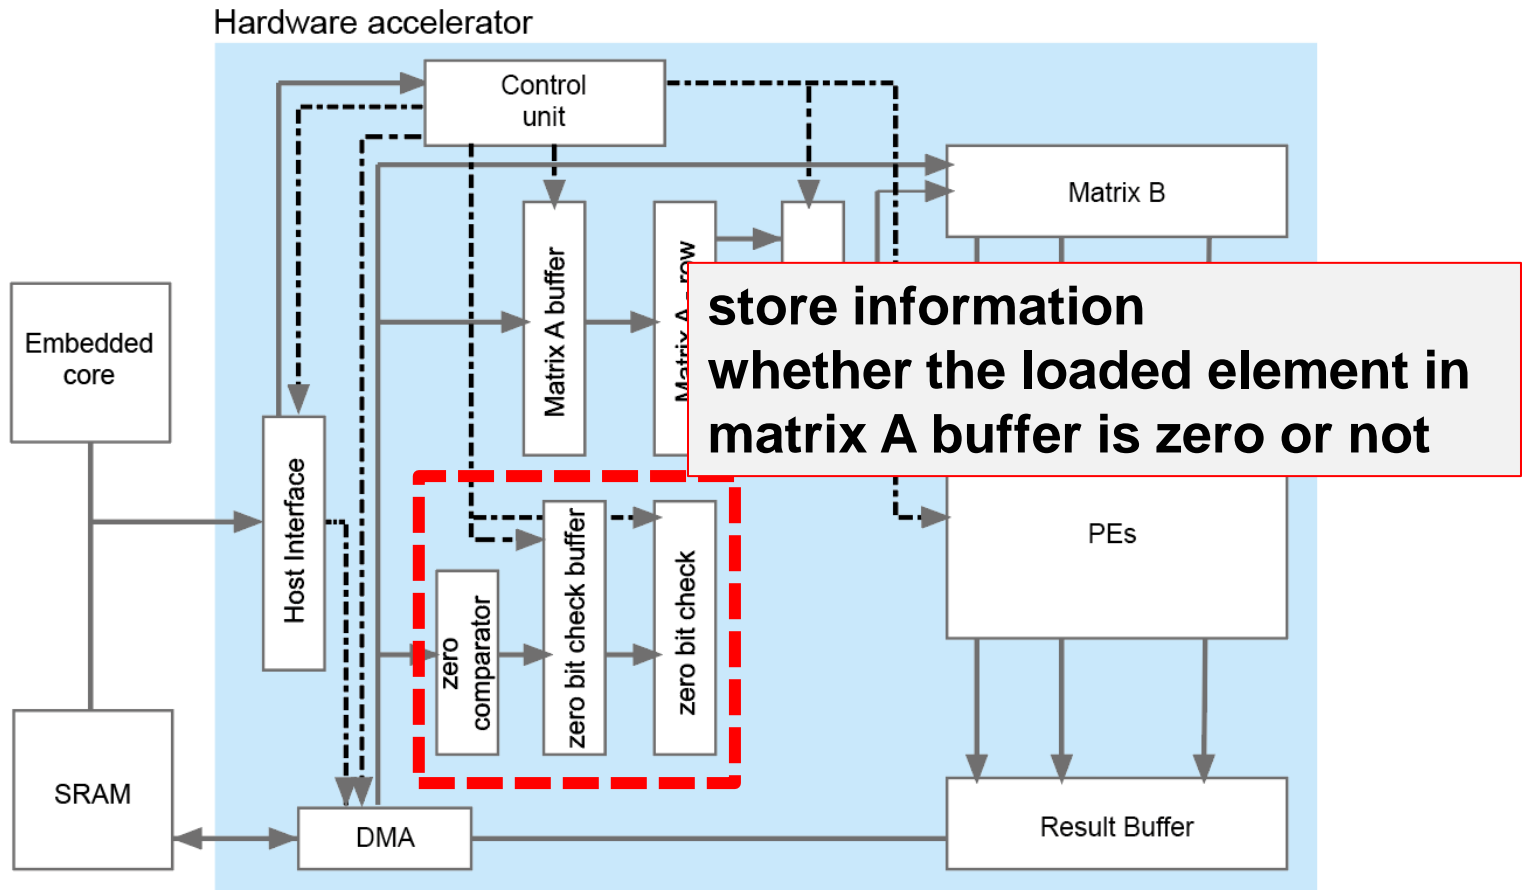 Hardware accelerator
Control
unit
Matrix B
Matrix A buffer
Matrix A
row
store information
whether the loaded element in
matrix A buffer is zero or not
Embedded
core
Host Interface
zero
comparator
zero bit check buffer
zero bit check
PEs
SRAM
DMA
Result Buffer